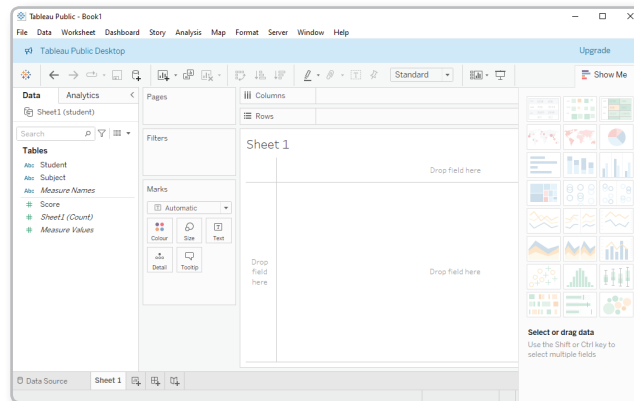 Tableau Public - Book1
File Data Worksheet Dashboard Story Analysis Map Format Server Window Help
Tableau Public Desktop Upgrade
Standard Show Me
Data Analytics
Sheet1 (student)
Search
Tables
Abc Student
Abc Subject
Abc Measure Names
# Score
# Sheet1 (Count)
# Measure Values
Pages
Filters
Marks
Automatic
Colour Size Text
Detail Tooltip
Columns
Rows
Sheet 1
Drop field here
Drop
field
here
Drop field here
Select or drag data
Use the Shift or Ctrl key to
select multiple fields
Data Source Sheet 1